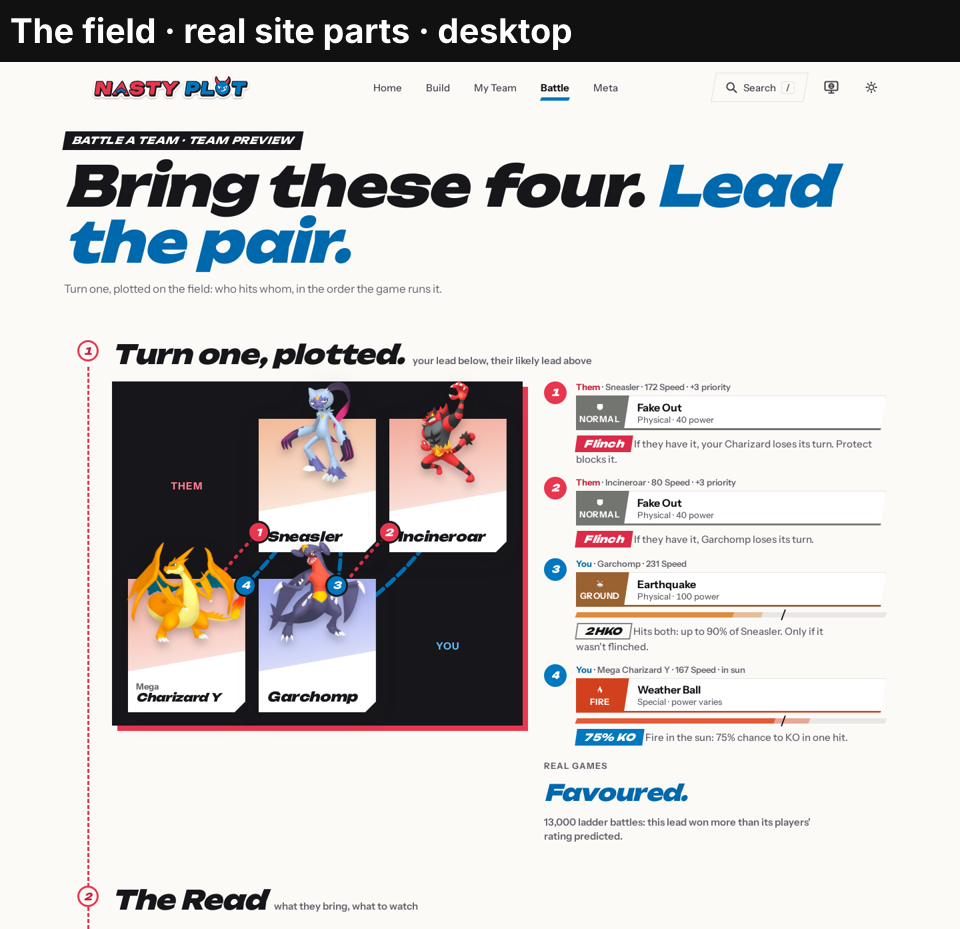 The field · real site parts · desktop
NASTY PLOT
Home
Build
My Team
Battle
Meta
Search /
BATTLE A TEAM · TEAM PREVIEW
Bring these four. Lead
the pair.
Turn one, plotted on the field: who hits whom, in the order the game runs it.
1
Turn one, plotted. your lead below, their likely lead above
THEM
Sneasler
Incineroar
1
2
4
3
YOU
Mega
Charizard Y
Garchomp
1
Them · Sneasler · 172 Speed · +3 priority
NORMAL
Fake Out
Physical · 40 power
Flinch If they have it, your Charizard loses its turn. Protect
blocks it.
2
Them · Incineroar · 80 Speed · +3 priority
NORMAL
Fake Out
Physical · 40 power
Flinch If they have it, Garchomp loses its turn.
3
You · Garchomp · 231 Speed
GROUND
Earthquake
Physical · 100 power
2HKO Hits both: up to 90% of Sneasler. Only if it
wasn't flinched.
4
You · Mega Charizard Y · 167 Speed · in sun
FIRE
Weather Ball
Special · power varies
75% KO Fire in the sun: 75% chance to KO in one hit.
REAL GAMES
Favoured.
13,000 ladder battles: this lead won more than its players'
rating predicted.
2
The Read what they bring, what to watch